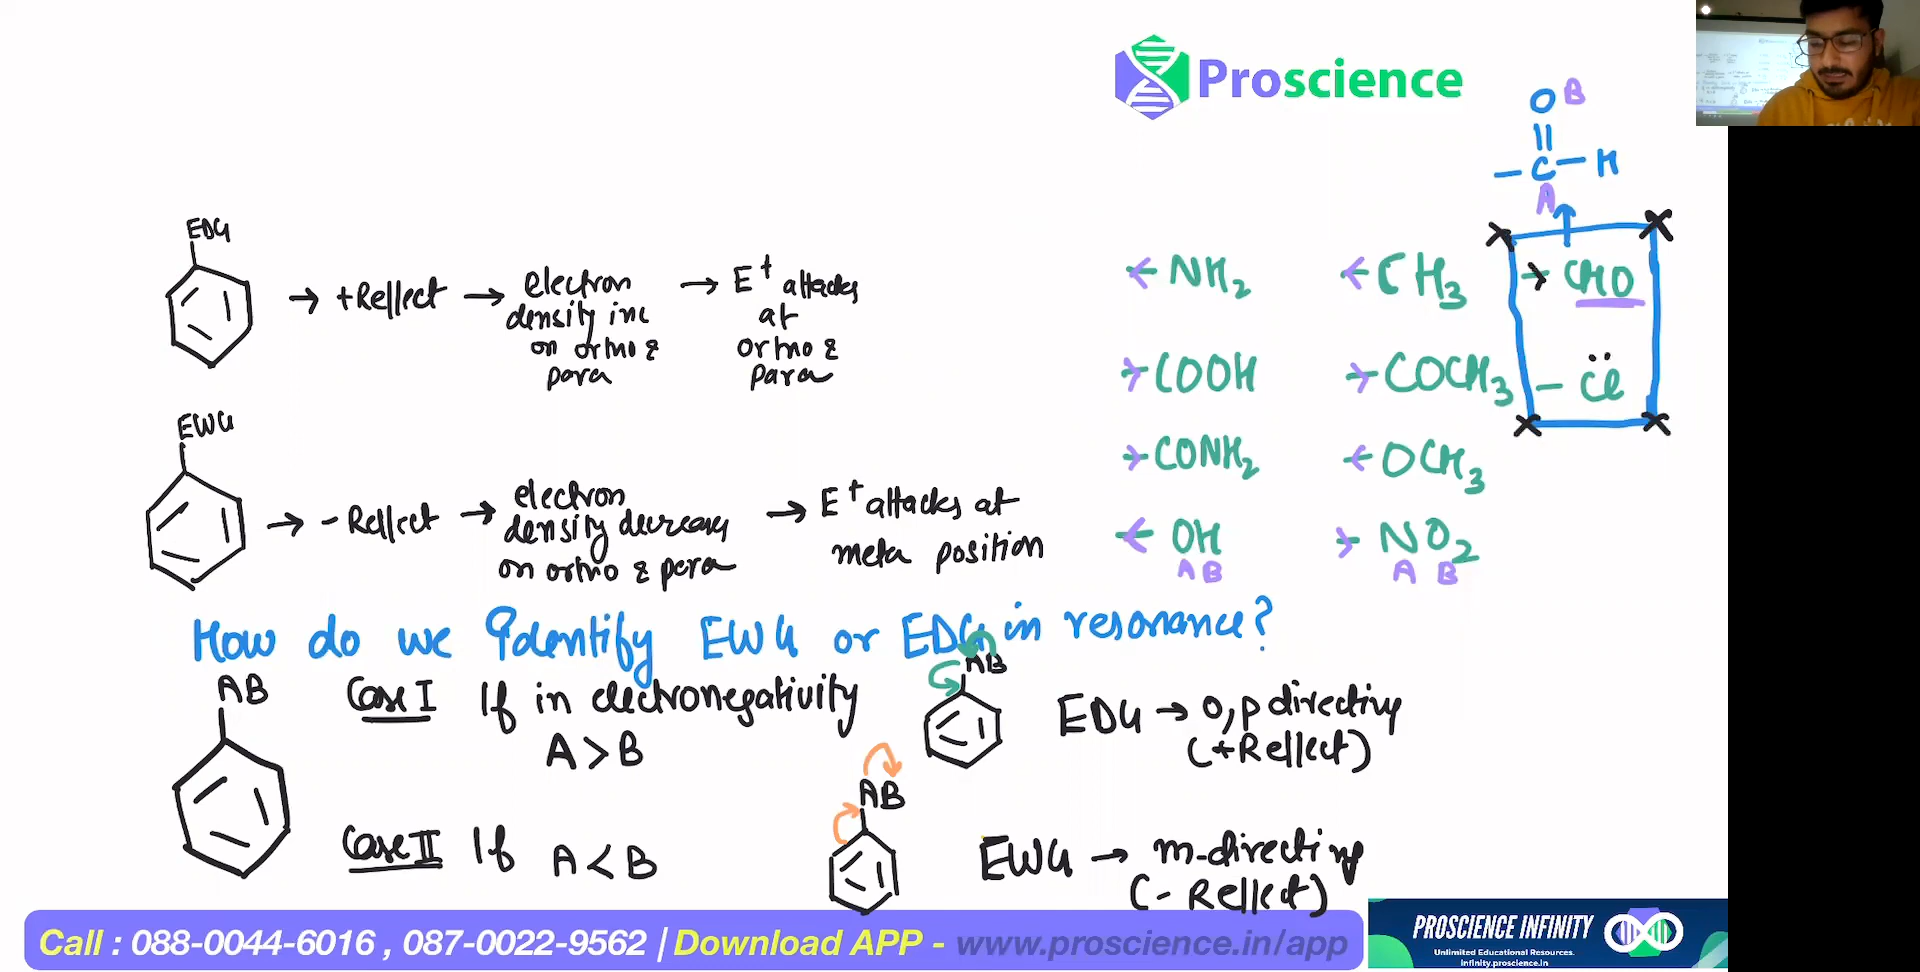 Proscience
O B
||
- C - H
A
EDG
→ +R effect → electron density inc on ortho & para → E+ attacks at ortho & para
EWG
→ - R effect → electron density decreases on ortho & para → E+ attacks at meta position
NH2
CH3
CHO
COOH
COCH3
- Cl
CONH2
OCH3
OH
NO2
A B
A B
How do we identify EWG or EDG in resonance?
AB
Case I If in electronegativity
A > B
AB
EDG → o, p directing
(+R effect)
Case II If A < B
AB
EWG → m-directing
(- R effect)
Call : 088-0044-6016 , 087-0022-9562 | Download APP - www.proscience.in/app
PROSCIENCE INFINITY
Unlimited Educational Resources.
infinity.proscience.in